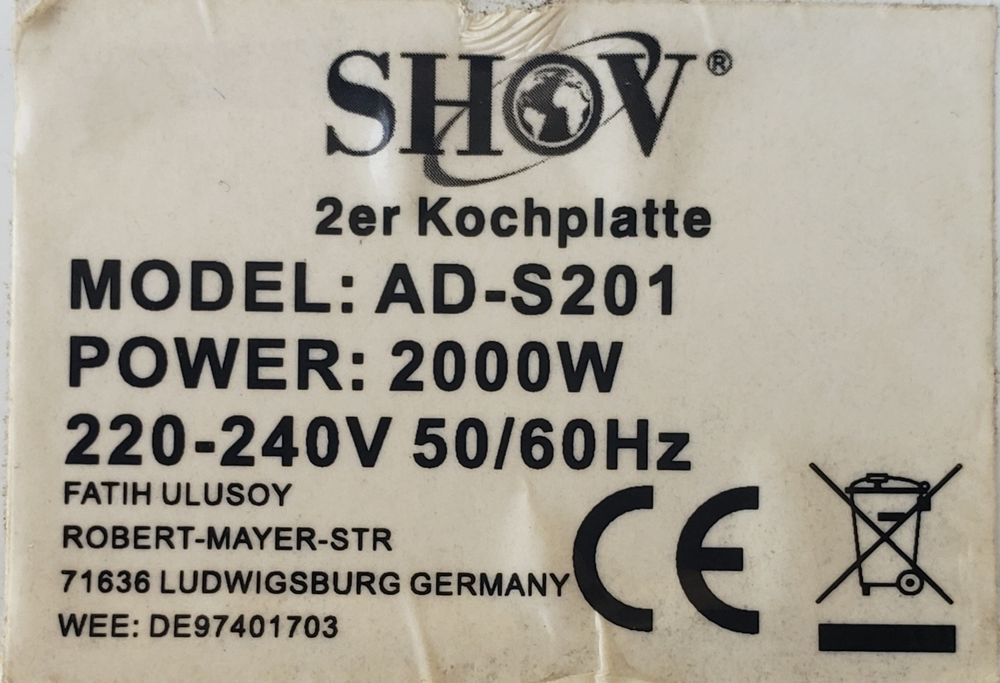 SHOV®
2er Kochplatte
MODEL: AD-S201
POWER: 2000W
220-240V 50/60Hz
FATIH ULUSOY
ROBERT-MAYER-STR
71636 LUDWIGSBURG GERMANY
WEE: DE97401703
CE